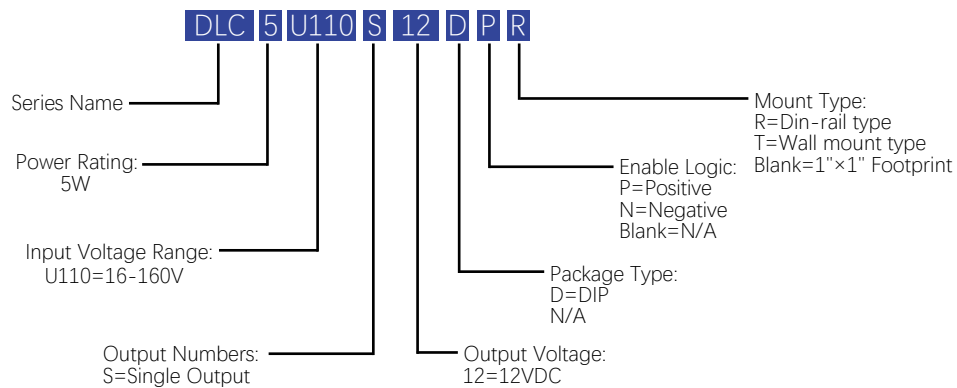 DLC 5 U110 S 12 D P R
Series Name
Mount Type:
R=Din-rail type
T=Wall mount type
Blank=1"×1" Footprint
Power Rating:
5W
Enable Logic:
P=Positive
N=Negative
Blank=N/A
Input Voltage Range:
U110=16-160V
Package Type:
D=DIP
N/A
Output Numbers:
S=Single Output
Output Voltage:
12=12VDC